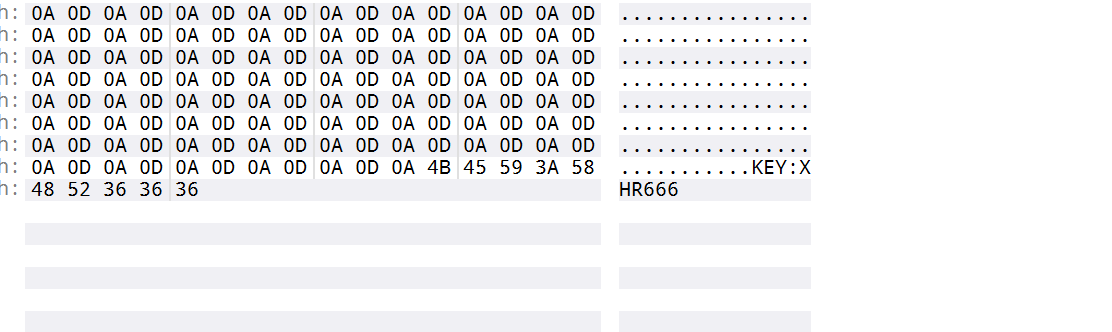 h: 0A 0D 0A 0D 0A 0D 0A 0D 0A 0D 0A 0D 0A 0D 0A 0D ................
h: 0A 0D 0A 0D 0A 0D 0A 0D 0A 0D 0A 0D 0A 0D 0A 0D ................
h: 0A 0D 0A 0D 0A 0D 0A 0D 0A 0D 0A 0D 0A 0D 0A 0D ................
h: 0A 0D 0A 0D 0A 0D 0A 0D 0A 0D 0A 0D 0A 0D 0A 0D ................
h: 0A 0D 0A 0D 0A 0D 0A 0D 0A 0D 0A 0D 0A 0D 0A 0D ................
h: 0A 0D 0A 0D 0A 0D 0A 0D 0A 0D 0A 0D 0A 0D 0A 0D ................
h: 0A 0D 0A 0D 0A 0D 0A 0D 0A 0D 0A 0D 0A 0D 0A 0D ................
h: 0A 0D 0A 0D 0A 0D 0A 0D 0A 0D 0A 4B 45 59 3A 58 ...........KEY:X
h: 48 52 36 36 36 HR666